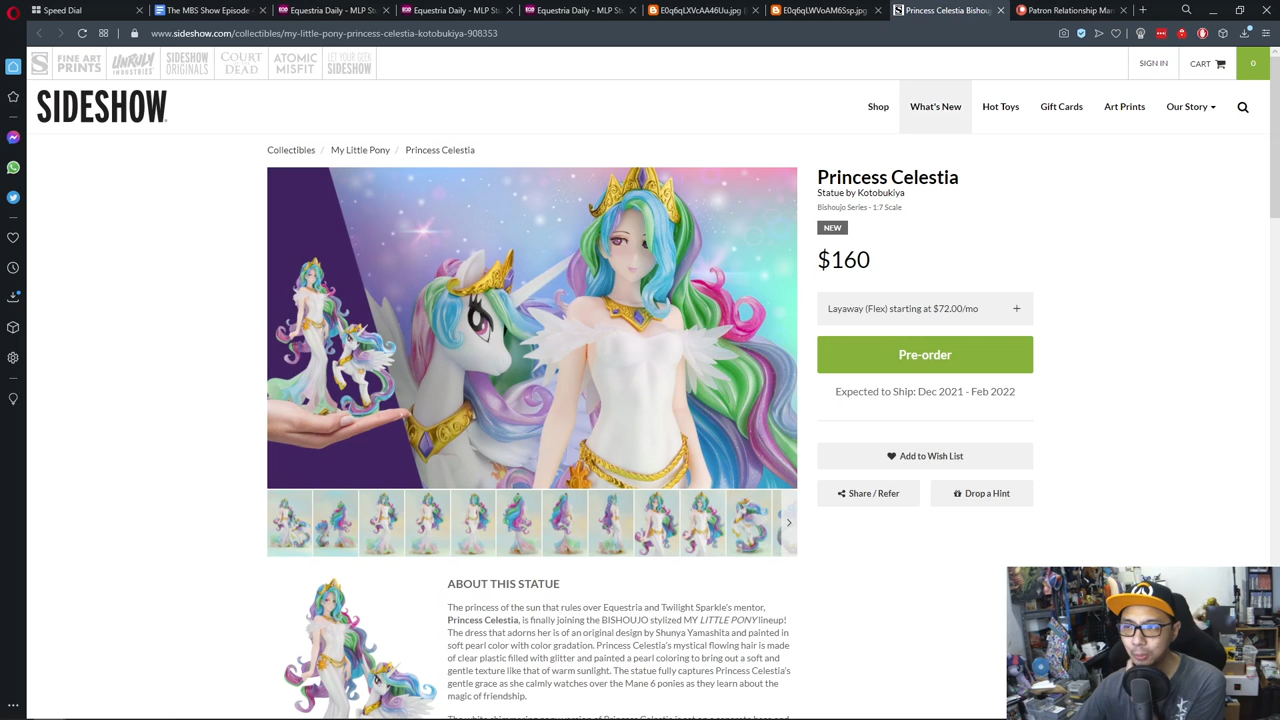 Speed Dial
The MBS Show Episode
Entertainment - MLP St
Entertainment - MLP St
Entertainment - MLP St
E0q6qLXVcAA46Uu.jpg (
E0q6qLWVoAM6Ssp.jpg (
Princess Celestia Bishou
Patron Relationship Man
www.sideshow.com/collectibles/my-little-pony-princess-celestia-kotobukiya-908353
FINE ART PRINTS
UNRULY INDUSTRIES
SIDESHOW ORIGINALS
COURT OF THE DEAD
ATOMIC MISFIT
LET YOUR GEEK SIDESHOW
SIGN IN
CART
0
SIDESHOW
Shop
What's New
Hot Toys
Gift Cards
Art Prints
Our Story
Collectibles / My Little Pony / Princess Celestia
Princess Celestia
Statue by Kotobukiya
Bishoujo Series - 1:7 Scale
NEW
$160
Layaway (Flex) starting at $72.00/mo +
Pre-order
Expected to Ship: Dec 2021 - Feb 2022
Add to Wish List
Share / Refer
Drop a Hint
ABOUT THIS STATUE
The princess of the sun that rules over Equestria and Twilight Sparkle's mentor,
Princess Celestia, is finally joining the BISHOUJO stylized MY LITTLE PONY lineup!
The dress that adorns her is of an original design by Shunya Yamashita and painted in
soft pearl color with color gradation. Princess Celestia's mystical flowing hair is made
of clear plastic filled with glitter and painted a pearl coloring to bring out a soft and
gentle texture like that of warm sunlight. The statue fully captures Princess Celestia's
gentle grace as she calmly watches over the Mane 6 ponies as they learn about the
magic of friendship.